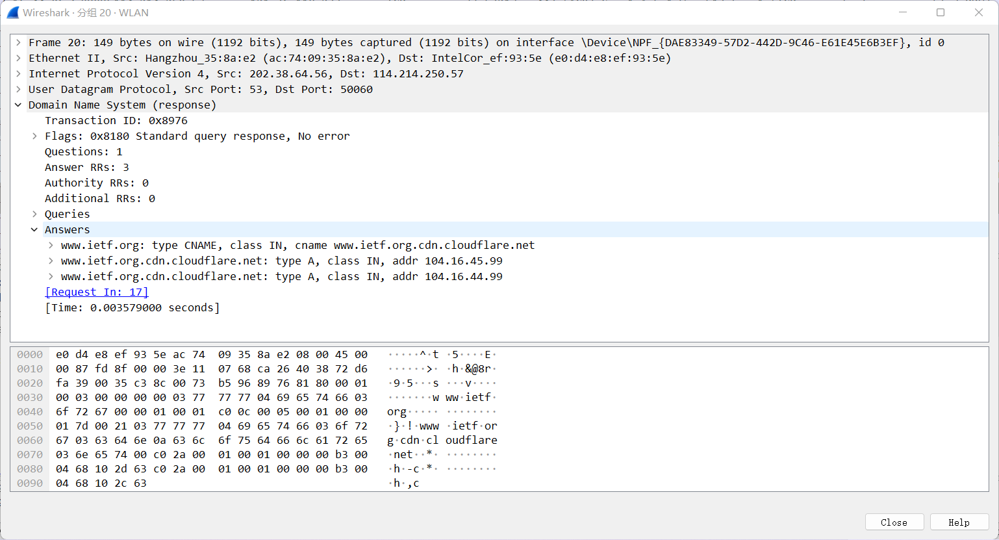 Wireshark · 分组 20 · WLAN
Frame 20: 149 bytes on wire (1192 bits), 149 bytes captured (1192 bits) on interface \Device\NPF_{DAE83349-57D2-442D-9C46-E61E45E6B3EF}, id 0
Ethernet II, Src: Hangzhou_35:8a:e2 (ac:74:09:35:8a:e2), Dst: IntelCor_ef:93:5e (e0:d4:e8:ef:93:5e)
Internet Protocol Version 4, Src: 202.38.64.56, Dst: 114.214.250.57
User Datagram Protocol, Src Port: 53, Dst Port: 50060
Domain Name System (response)
Transaction ID: 0x8976
Flags: 0x8180 Standard query response, No error
Questions: 1
Answer RRs: 3
Authority RRs: 0
Additional RRs: 0
Queries
Answers
www.ietf.org: type CNAME, class IN, cname www.ietf.org.cdn.cloudflare.net
www.ietf.org.cdn.cloudflare.net: type A, class IN, addr 104.16.45.99
www.ietf.org.cdn.cloudflare.net: type A, class IN, addr 104.16.44.99
[Request In: 17]
[Time: 0.003579000 seconds]
0000 e0 d4 e8 ef 93 5e ac 74 09 35 8a e2 08 00 45 00 ·····^·t ·5····E·
0010 00 87 fd 8f 00 00 3e 11 07 68 ca 26 40 38 72 d6 ······>· ·h·&@8r·
0020 fa 39 00 35 c3 8c 00 73 b5 96 89 76 81 80 00 01 ·9·5···s ···v····
0030 00 03 00 00 00 00 03 77 77 77 04 69 65 74 66 03 ·······w ww·ietf·
0040 6f 72 67 00 00 01 00 01 c0 0c 00 05 00 01 00 00 org····· ········
0050 01 7d 00 21 03 77 77 77 04 69 65 74 66 03 6f 72 ·}·!·www ·ietf·or
0060 67 03 63 64 6e 0a 63 6c 6f 75 64 66 6c 61 72 65 g·cdn·cl oudflare
0070 03 6e 65 74 00 c0 2a 00 01 00 01 00 00 00 b3 00 ·net··*· ········
0080 04 68 10 2d 63 c0 2a 00 01 00 01 00 00 00 b3 00 ·h·-c·*· ········
0090 04 68 10 2c 63 ·h·,c
Close Help